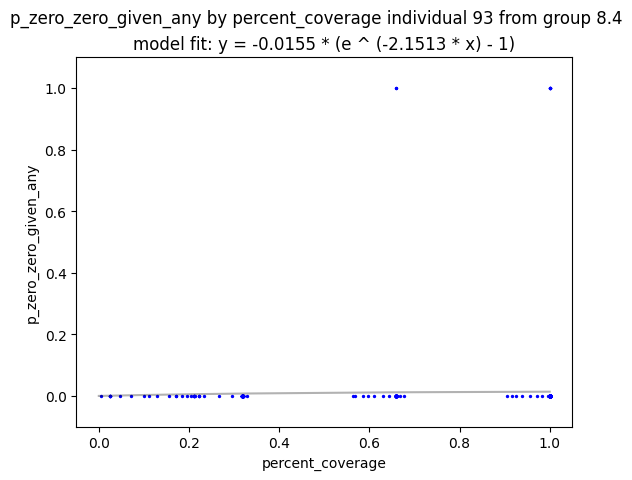 p_zero_zero_given_any by percent_coverage individual 93 from group 8.4
model fit: y = -0.0155 * (e ^ (-2.1513 * x) - 1)
1.0
0.8
0.6
0.4
0.2
0.0
p_zero_zero_given_any
0.0 0.2 0.4 0.6 0.8 1.0
percent_coverage